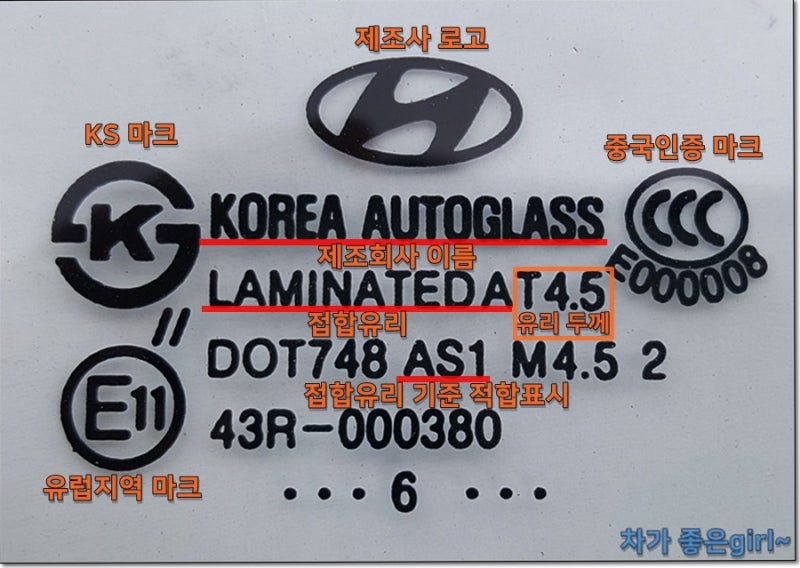 제조사 로고
KS 마크
중국인증 마크
K
KOREA AUTOGLASS
CCC
E000008
제조회사 이름
LAMINATED A T4.5
접합유리
유리 두께
//
DOT748 AS1 M4.5 2
접합유리 기준 적합표시
E11
43R-000380
유럽지역 마크
• • • 6 • • •
차가 좋은girl~